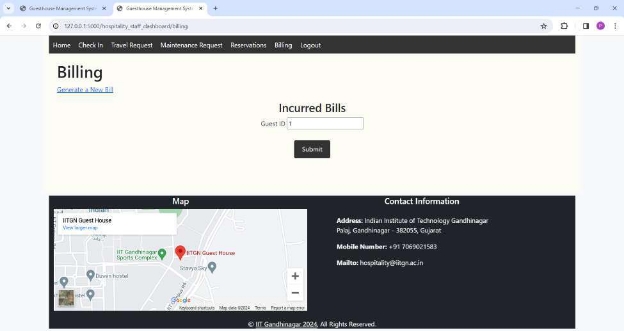 Guesthouse Management Syst
Guesthouse Management Syst
127.0.0.1:5000/hospitality_staff_dashboard/billing
Home Check In Travel Request Maintenance Request Reservations Billing Logout
Billing
Generate a New Bill
Incurred Bills
Guest ID 1
Submit
Map
IITGN Guest House
View larger map
IIT Gandhinagar
Sports Complex
IITGN Guest House
Google
Keyboard shortcuts Map data ©2024 Terms Report a map error
Contact Information
Address: Indian Institute of Technology Gandhinagar
Palaj, Gandhinagar - 382055, Gujarat
Mobile Number: +91 7069021583
Mailto: hospitality@iitgn.ac.in
© IIT Gandhinagar 2024, All Rights Reserved.